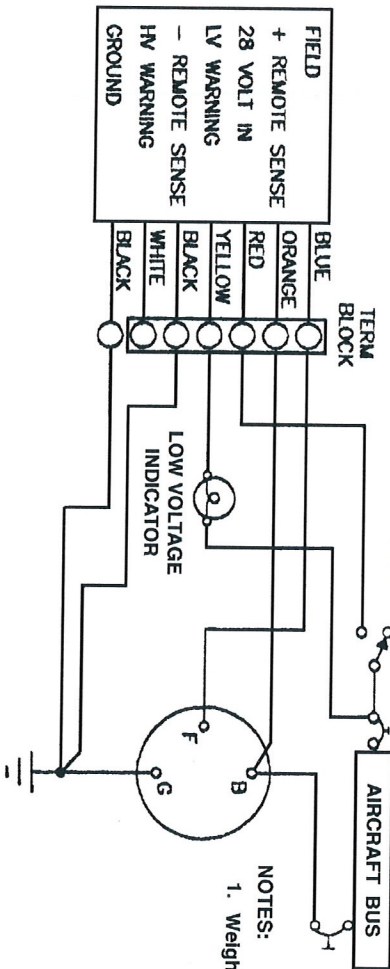 FIELD
+ REMOTE SENSE
28 VOLT IN
LV WARNING
− REMOTE SENSE
HV WARNING
GROUND
BLUE
ORANGE
RED
YELLOW
BLACK
WHITE
BLACK
TERM
BLOCK
LOW VOLTAGE
INDICATOR
F
B
G
AIRCRAFT BUS
NOTES:
1. Weigh